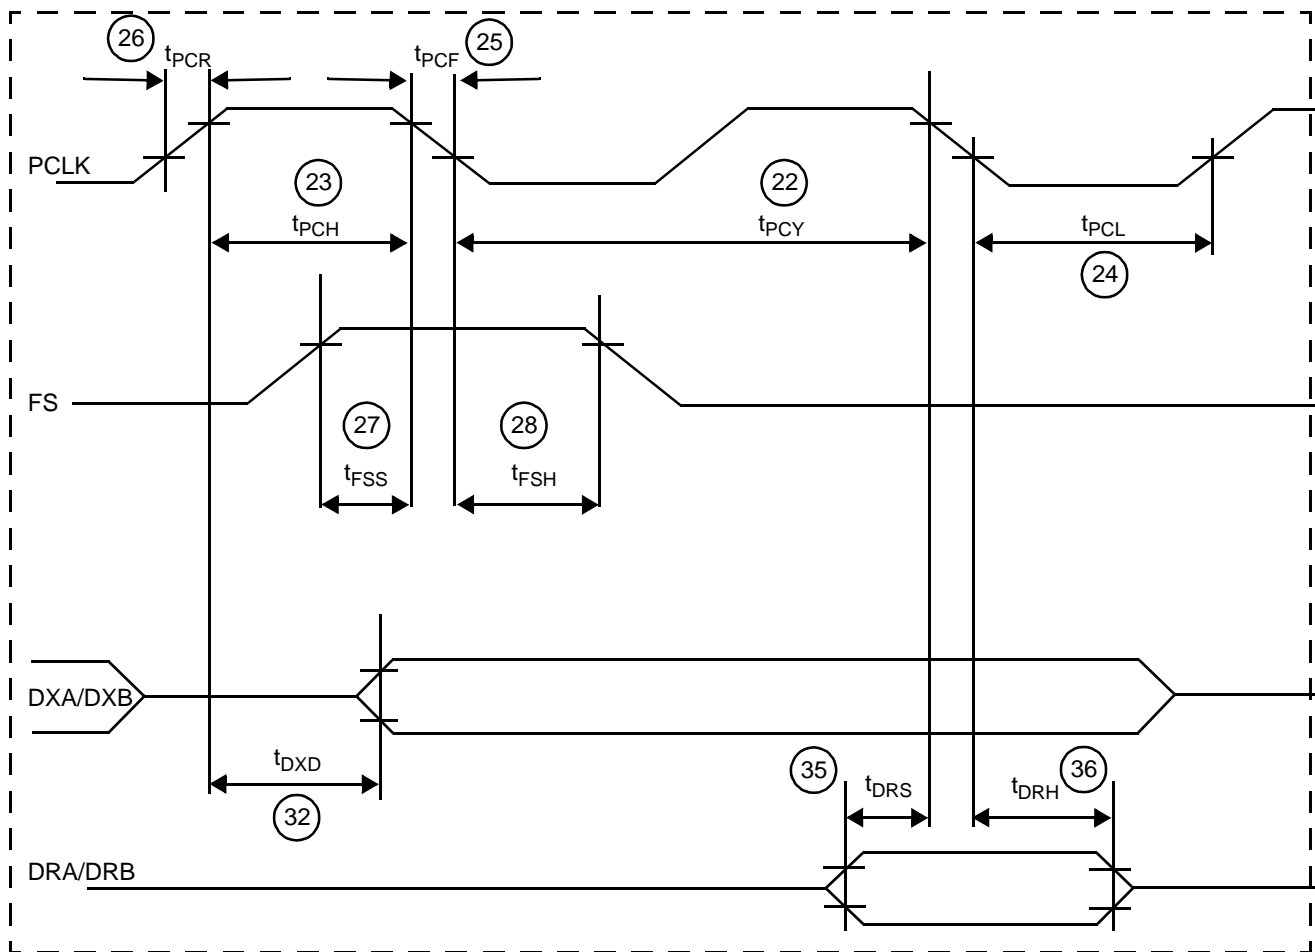 26 tPCR tPCF 25
PCLK
23 22
tPCH tPCY tPCL
24
FS
27 28
tFSS tFSH
DXA/DXB
tDXD 35 tDRS tDRH 36
32
DRA/DRB